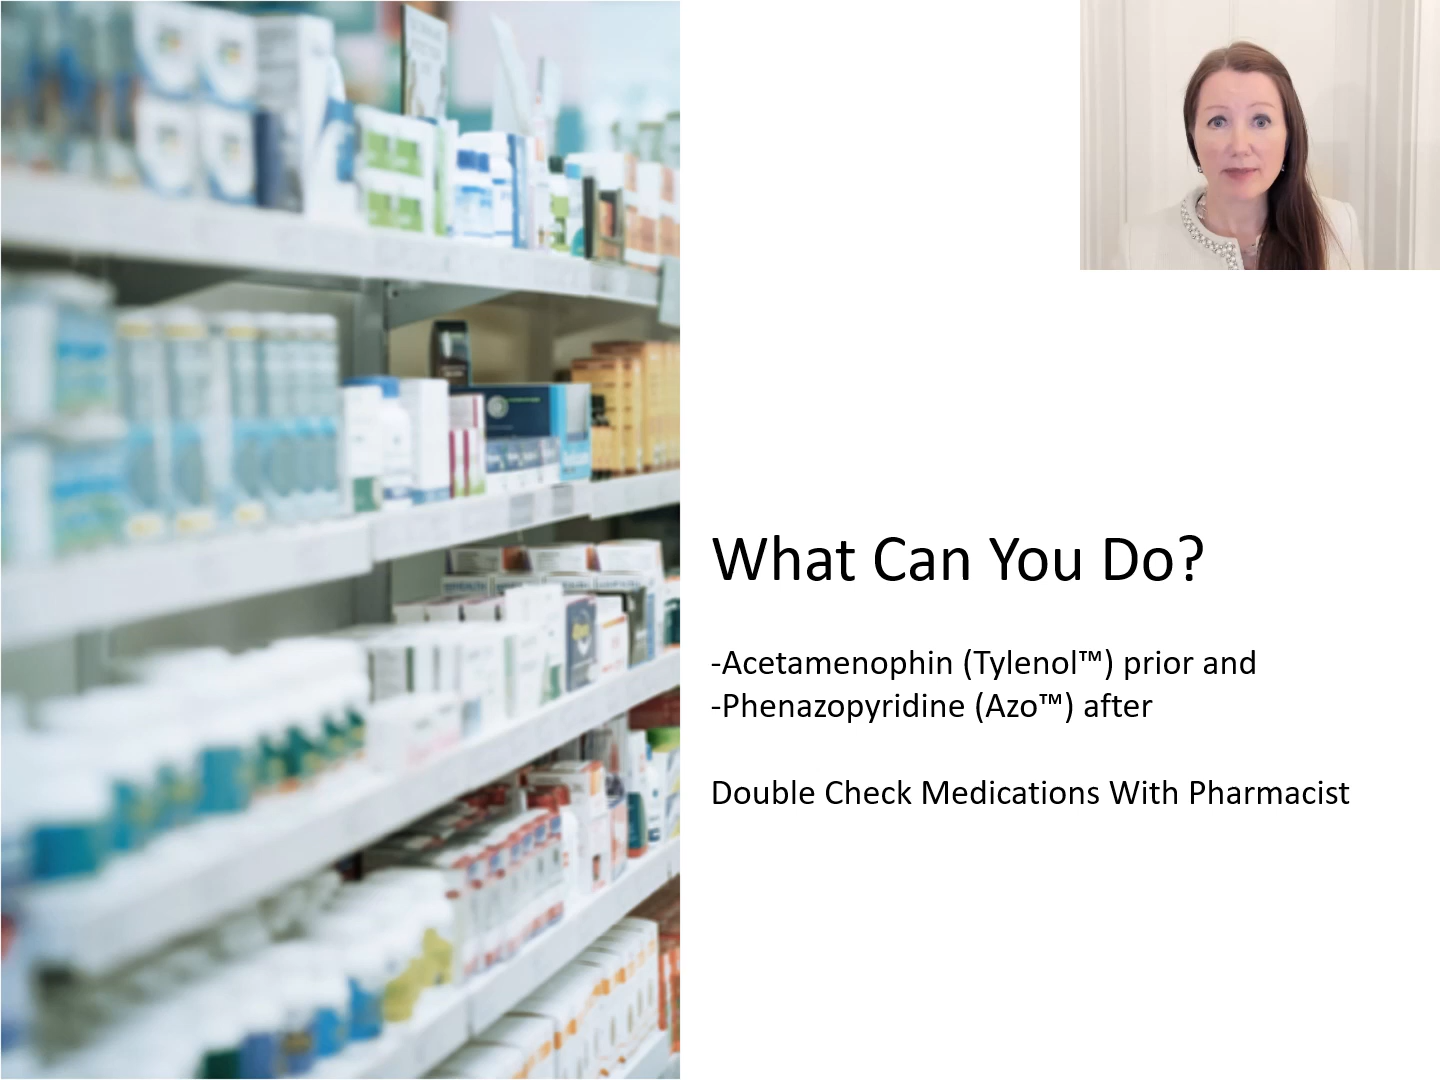 What Can You Do?
-Acetamenophin (Tylenol™) prior and
-Phenazopyridine (Azo™) after
Double Check Medications With Pharmacist